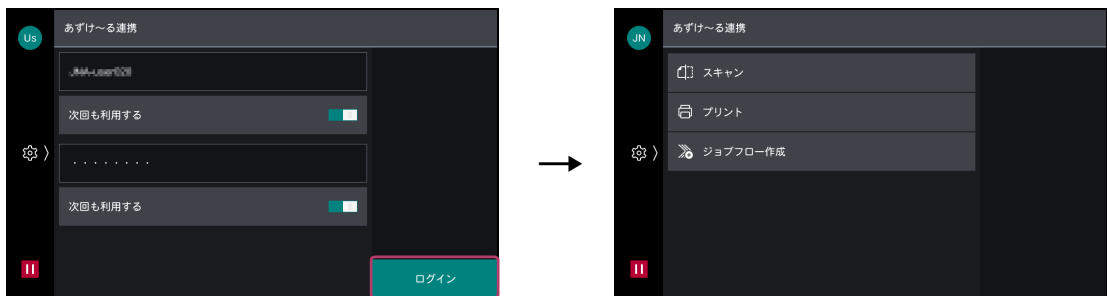 Us
あずけ〜る連携
次回も利用する
········
次回も利用する
ログイン
JN
あずけ〜る連携
スキャン
プリント
ジョブフロー作成